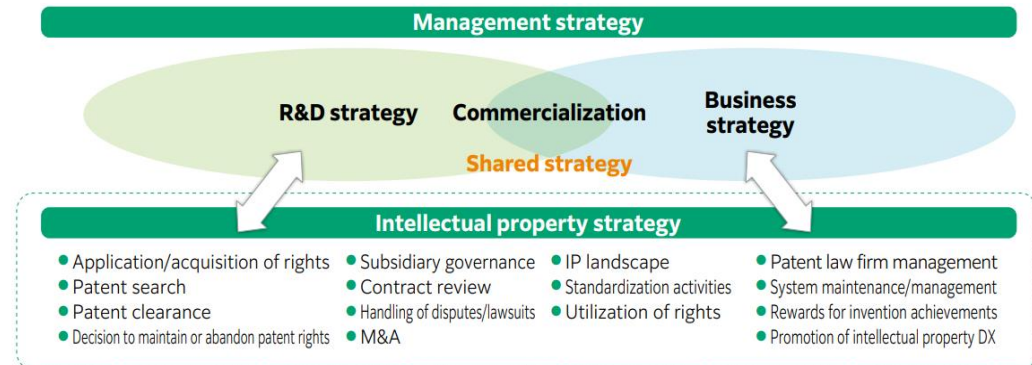 Management strategy
R&D strategy
Commercialization
Business
strategy
Shared strategy
Intellectual property strategy
● Application/acquisition of rights
● Patent search
● Patent clearance
● Decision to maintain or abandon patent rights
● Subsidiary governance
● Contract review
● Handling of disputes/lawsuits
● M&A
● IP landscape
● Standardization activities
● Utilization of rights
● Patent law firm management
● System maintenance/management
● Rewards for invention achievements
● Promotion of intellectual property DX